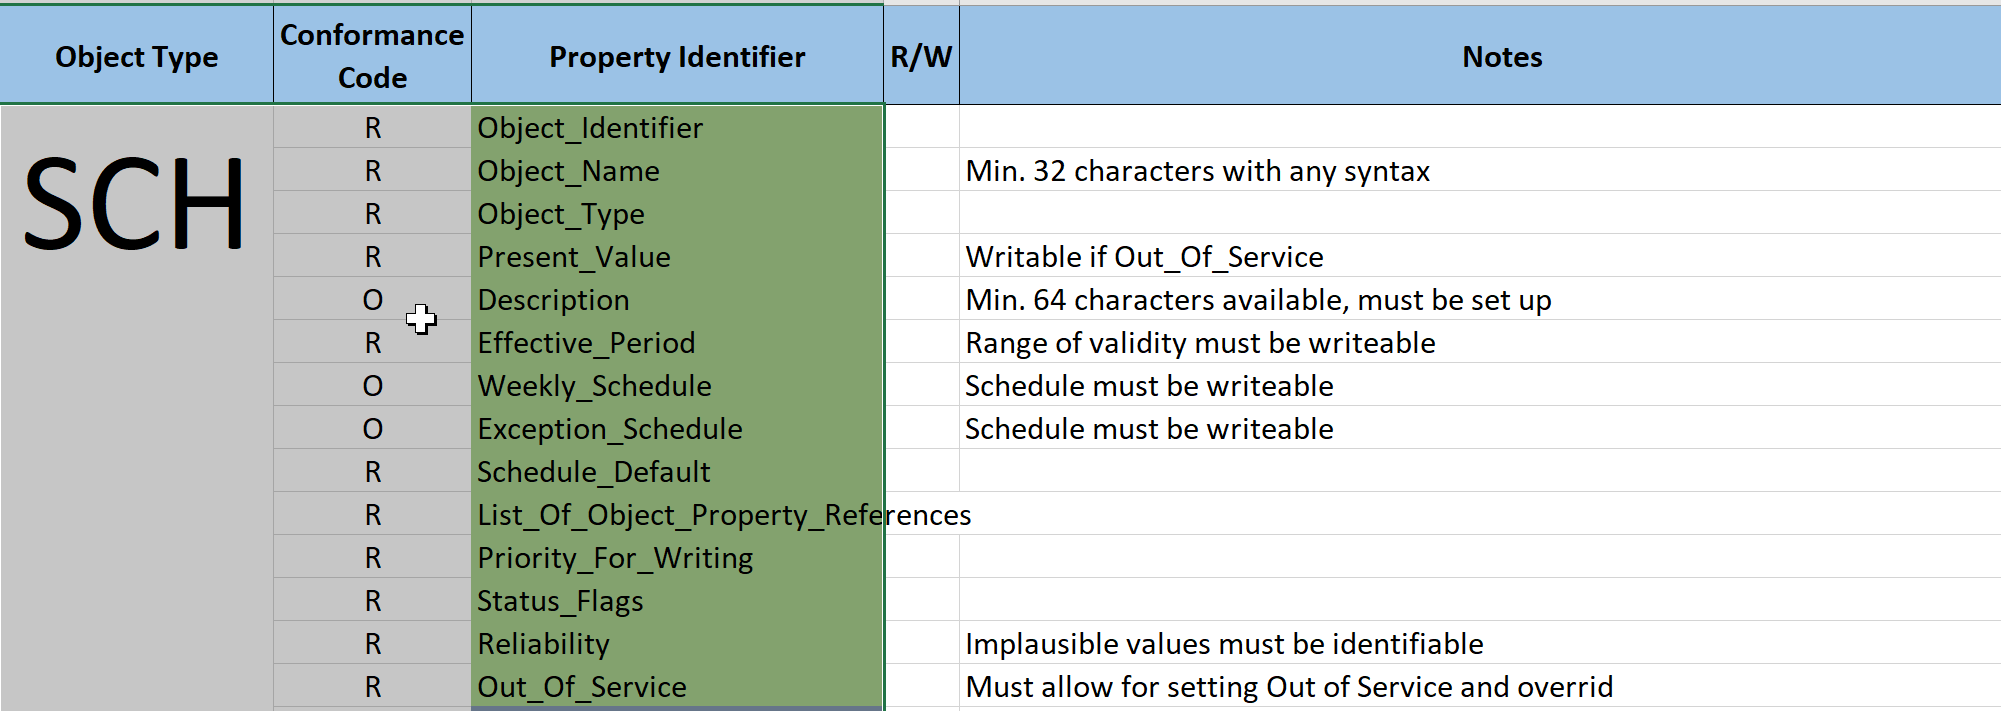 Object Type Conformance Code Property Identifier R/W Notes
SCH
R Object_Identifier
R Object_Name Min. 32 characters with any syntax
R Object_Type
R Present_Value Writable if Out_Of_Service
O Description Min. 64 characters available, must be set up
R Effective_Period Range of validity must be writeable
O Weekly_Schedule Schedule must be writeable
O Exception_Schedule Schedule must be writeable
R Schedule_Default
R List_Of_Object_Property_References
R Priority_For_Writing
R Status_Flags
R Reliability Implausible values must be identifiable
R Out_Of_Service Must allow for setting Out of Service and overrid